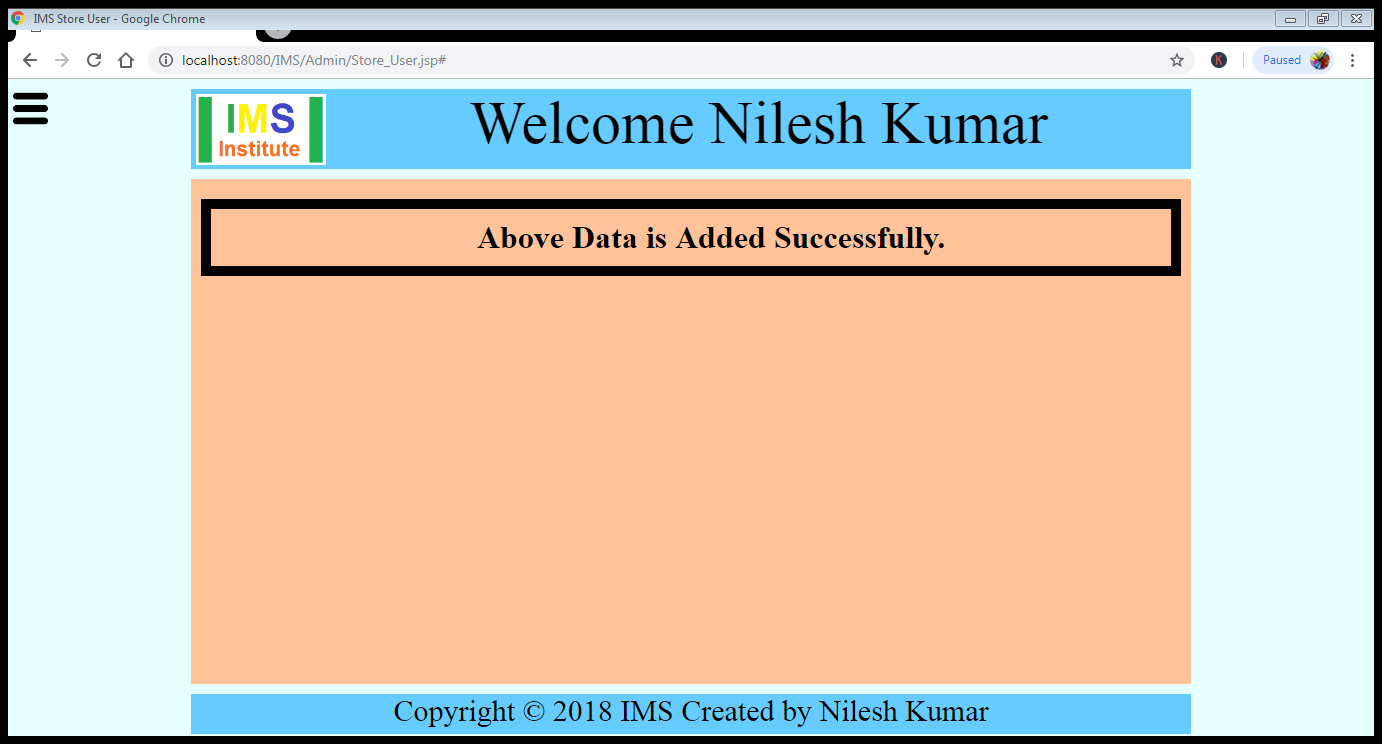 IMS Store User - Google Chrome
localhost:8080/IMS/Admin/Store_User.jsp#
K
Paused
IMS
Institute
Welcome Nilesh Kumar
Above Data is Added Successfully.
Copyright © 2018 IMS Created by Nilesh Kumar